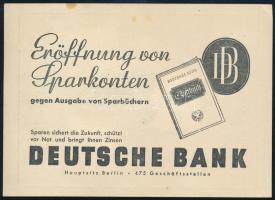 Eröffnung von
Sparkonten
gegen Ausgabe von Sparbüchern
DB
Sparen sichert die Zukunft, schützt
vor Not und bringt Ihnen Zinsen
DEUTSCHE BANK
Hauptsitz Berlin · 475 Geschäftsstellen